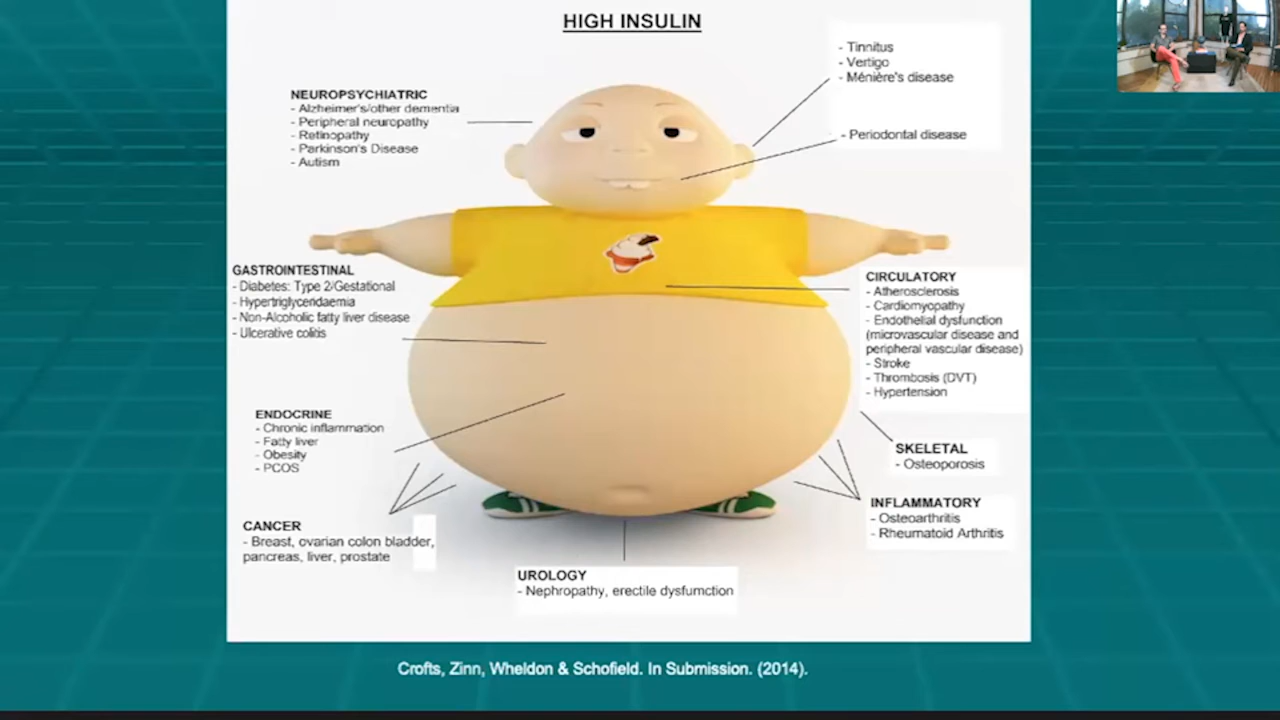 HIGH INSULIN
- Tinnitus
- Vertigo
- Ménière's disease
- Periodontal disease
NEUROPSYCHIATRIC
- Alzheimer's/other dementia
- Peripheral neuropathy
- Retinopathy
- Parkinson's Disease
- Autism
GASTROINTESTINAL
- Diabetes: Type 2/Gestational
- Hypertriglyceridaemia
- Non-Alcoholic fatty liver disease
- Ulcerative colitis
CIRCULATORY
- Atherosclerosis
- Cardiomyopathy
- Endothelial dysfunction
(microvascular disease and
peripheral vascular disease)
- Stroke
- Thrombosis (DVT)
- Hypertension
ENDOCRINE
- Chronic inflammation
- Fatty liver
- Obesity
- PCOS
SKELETAL
- Osteoporosis
INFLAMMATORY
- Osteoarthritis
- Rheumatoid Arthritis
CANCER
- Breast, ovarian colon bladder,
pancreas, liver, prostate
UROLOGY
- Nephropathy, erectile dysfumction
Crofts, Zinn, Wheldon & Schofield. In Submission. (2014).